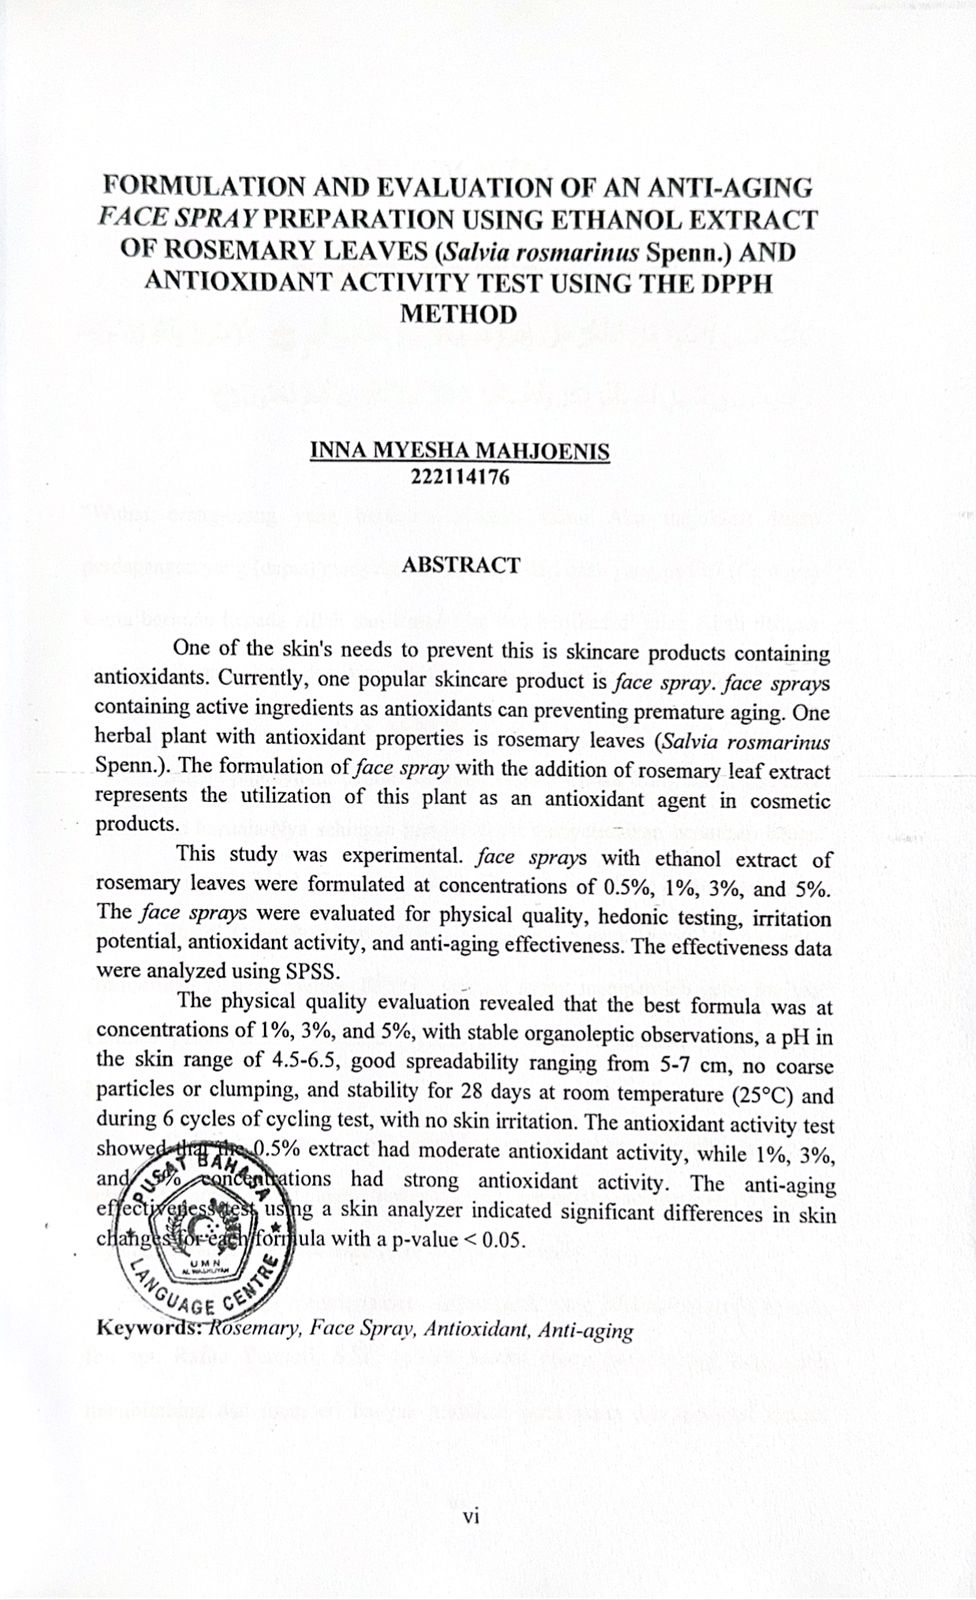 FORMULATION AND EVALUATION OF AN ANTI-AGING
FACE SPRAY PREPARATION USING ETHANOL EXTRACT
OF ROSEMARY LEAVES (Salvia rosmarinus Spenn.) AND
ANTIOXIDANT ACTIVITY TEST USING THE DPPH
METHOD
INNA MYESHA MAHJOENIS
222114176
ABSTRACT
One of the skin's needs to prevent this is skincare products containing
antioxidants. Currently, one popular skincare product is face spray. face sprays
containing active ingredients as antioxidants can preventing premature aging. One
herbal plant with antioxidant properties is rosemary leaves (Salvia rosmarinus
Spenn.). The formulation of face spray with the addition of rosemary leaf extract
represents the utilization of this plant as an antioxidant agent in cosmetic
products.
This study was experimental. face sprays with ethanol extract of
rosemary leaves were formulated at concentrations of 0.5%, 1%, 3%, and 5%.
The face sprays were evaluated for physical quality, hedonic testing, irritation
potential, antioxidant activity, and anti-aging effectiveness. The effectiveness data
were analyzed using SPSS.
The physical quality evaluation revealed that the best formula was at
concentrations of 1%, 3%, and 5%, with stable organoleptic observations, a pH in
the skin range of 4.5-6.5, good spreadability ranging from 5-7 cm, no coarse
particles or clumping, and stability for 28 days at room temperature (25°C) and
during 6 cycles of cycling test, with no skin irritation. The antioxidant activity test
showed that the 0.5% extract had moderate antioxidant activity, while 1%, 3%,
and % concentrations had strong antioxidant activity. The anti-aging
effectiveness test using a skin analyzer indicated significant differences in skin
changes for each formula with a p-value < 0.05.
PUSAT BAHASA
UMN
AL WASHLIYAH
LANGUAGE CENTRE
Keywords: Rosemary, Face Spray, Antioxidant, Anti-aging
vi